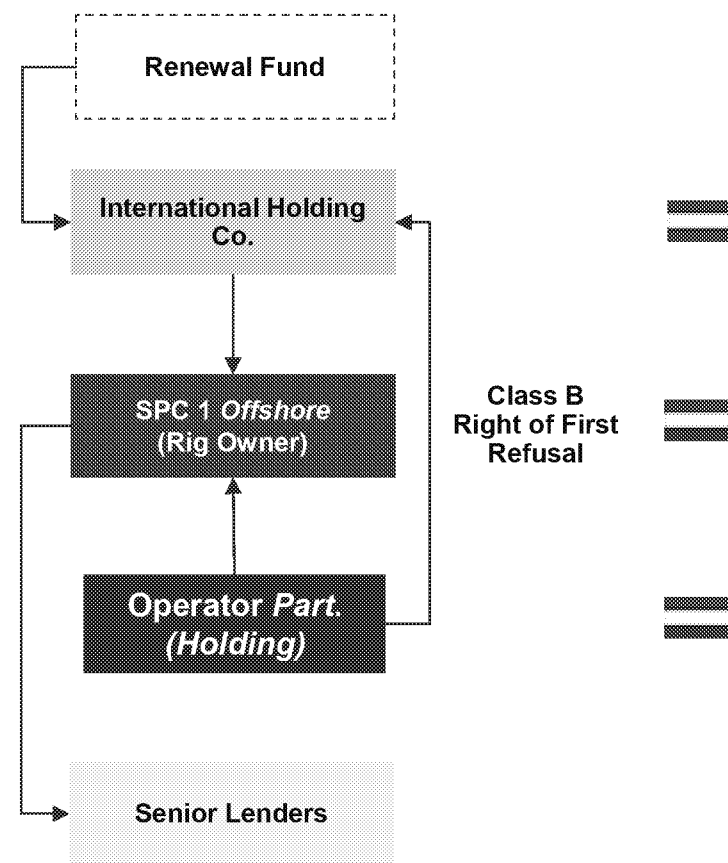 Renewal Fund
International Holding
Co.
SPC 1 Offshore
(Rig Owner)
Class B
Right of First
Refusal
Operator Part.
(Holding)
Senior Lenders